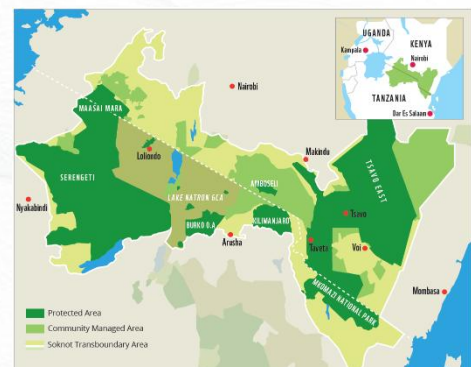 UGANDA
KENYA
Kampala
Nairobi
TANZANIA
Dar Es Salaam
Nairobi
MAASAI MARA
Loliondo
Makindu
SERENGETI
AMBOSELI
TSAVO EAST
LAKE NATRON GCA
Nyakabindi
Tsavo
BURKO O.A
KILIMANJARO
Arusha
Taveta
Voi
MKOMAZI NATIONAL PARK
Mombasa
Protected Area
Community Managed Area
Soknot Transboundary Area